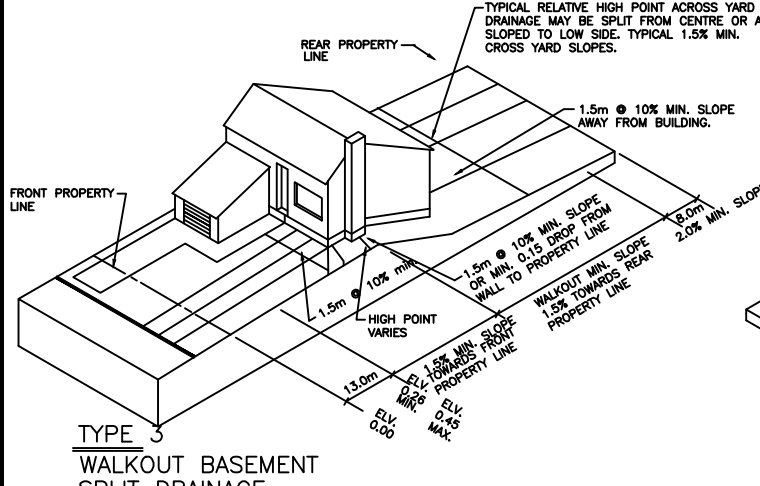 TYPICAL RELATIVE HIGH POINT ACROSS YARD
DRAINAGE MAY BE SPLIT FROM CENTRE OR
SLOPED TO LOW SIDE. TYPICAL 1.5% MIN.
CROSS YARD SLOPES.
REAR PROPERTY
LINE
1.5m @ 10% MIN. SLOPE
AWAY FROM BUILDING.
FRONT PROPERTY
LINE
8.0m
2.0% MIN. SLOPE
1.5m @ 10% MIN. SLOPE
OR MIN. 0.15 DROP FROM
WALL TO PROPERTY LINE
WALKOUT MIN. SLOPE
1.5% TOWARDS REAR
PROPERTY LINE
1.5m @ 10% min.
HIGH POINT
VARIES
1.5% MIN. SLOPE
TOWARDS FRONT
PROPERTY LINE
13.0m
ELV.
0.26
MIN.
ELV.
0.45
MAX.
ELV.
0.00
TYPE 3
WALKOUT BASEMENT
SPLIT DRAINAGE